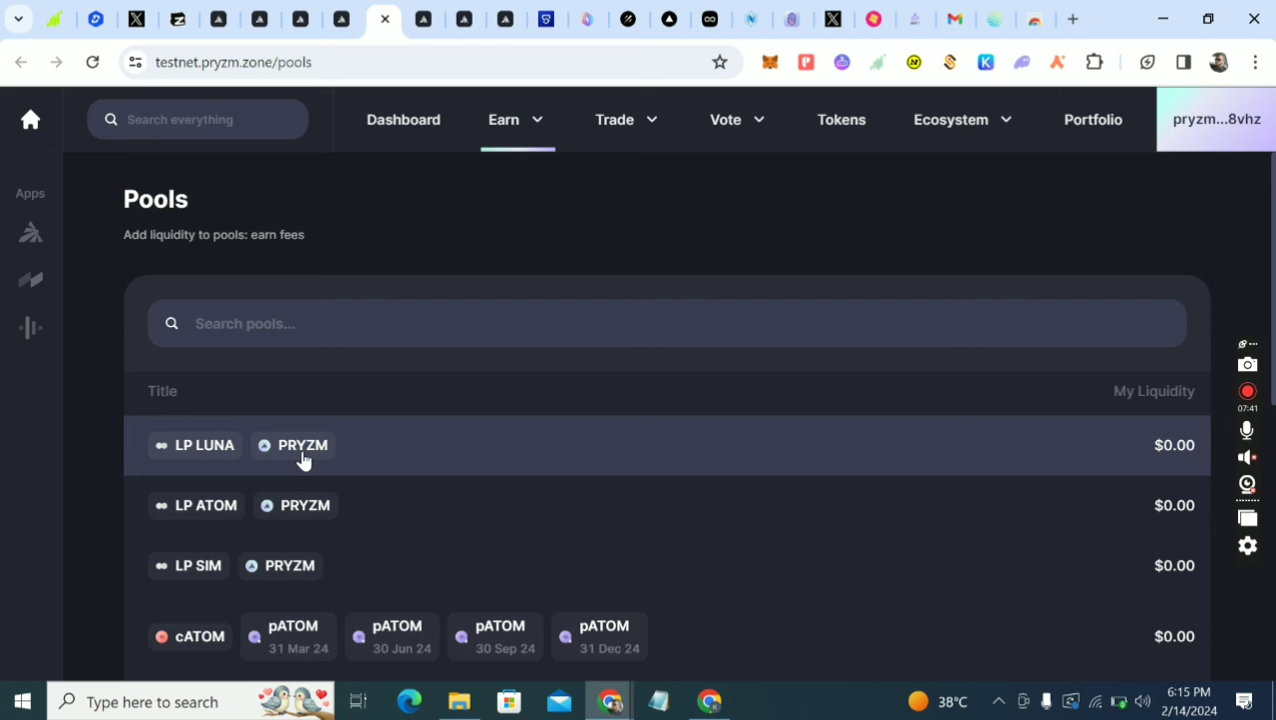 testnet.pryzm.zone/pools
Search everything
Dashboard
Earn
Trade
Vote
Tokens
Ecosystem
Portfolio
pryzm...8vhz
Apps
Pools
Add liquidity to pools: earn fees
Search pools...
Title
My Liquidity
LP LUNA
PRYZM
$0.00
LP ATOM
PRYZM
$0.00
LP SIM
PRYZM
$0.00
cATOM
pATOM
31 Mar 24
pATOM
30 Jun 24
pATOM
30 Sep 24
pATOM
31 Dec 24
$0.00
07:41
Type here to search
38°C
6:15 PM
2/14/2024